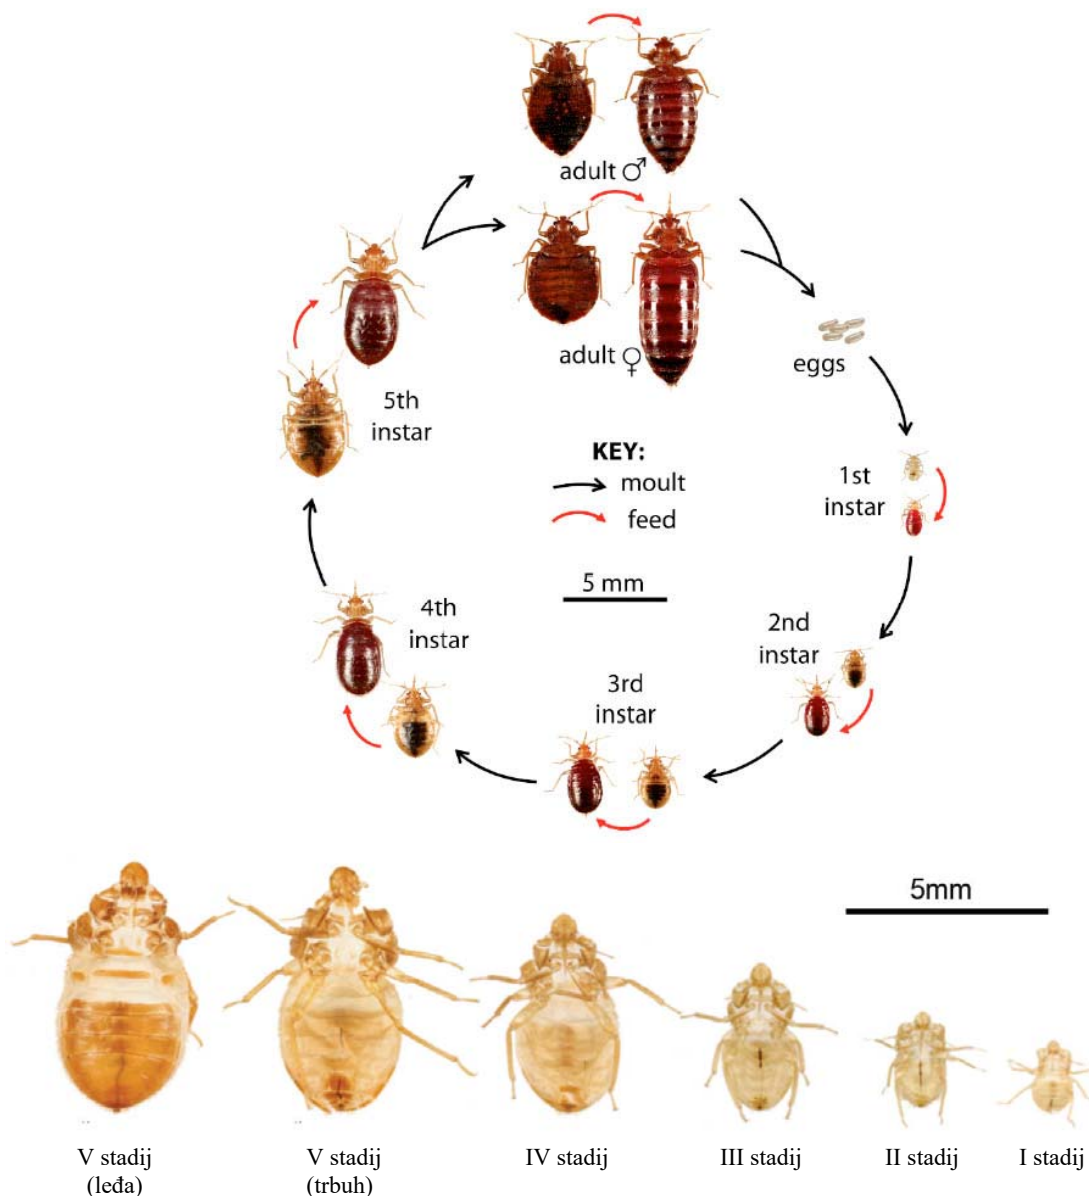 adult ♂
adult ♀
eggs
5th
instar
KEY:
moult
feed
1st
instar
5 mm
4th
instar
2nd
instar
3rd
instar
5mm
V stadij
(leđa)
V stadij
(trbuh)
IV stadij
III stadij
II stadij
I stadij